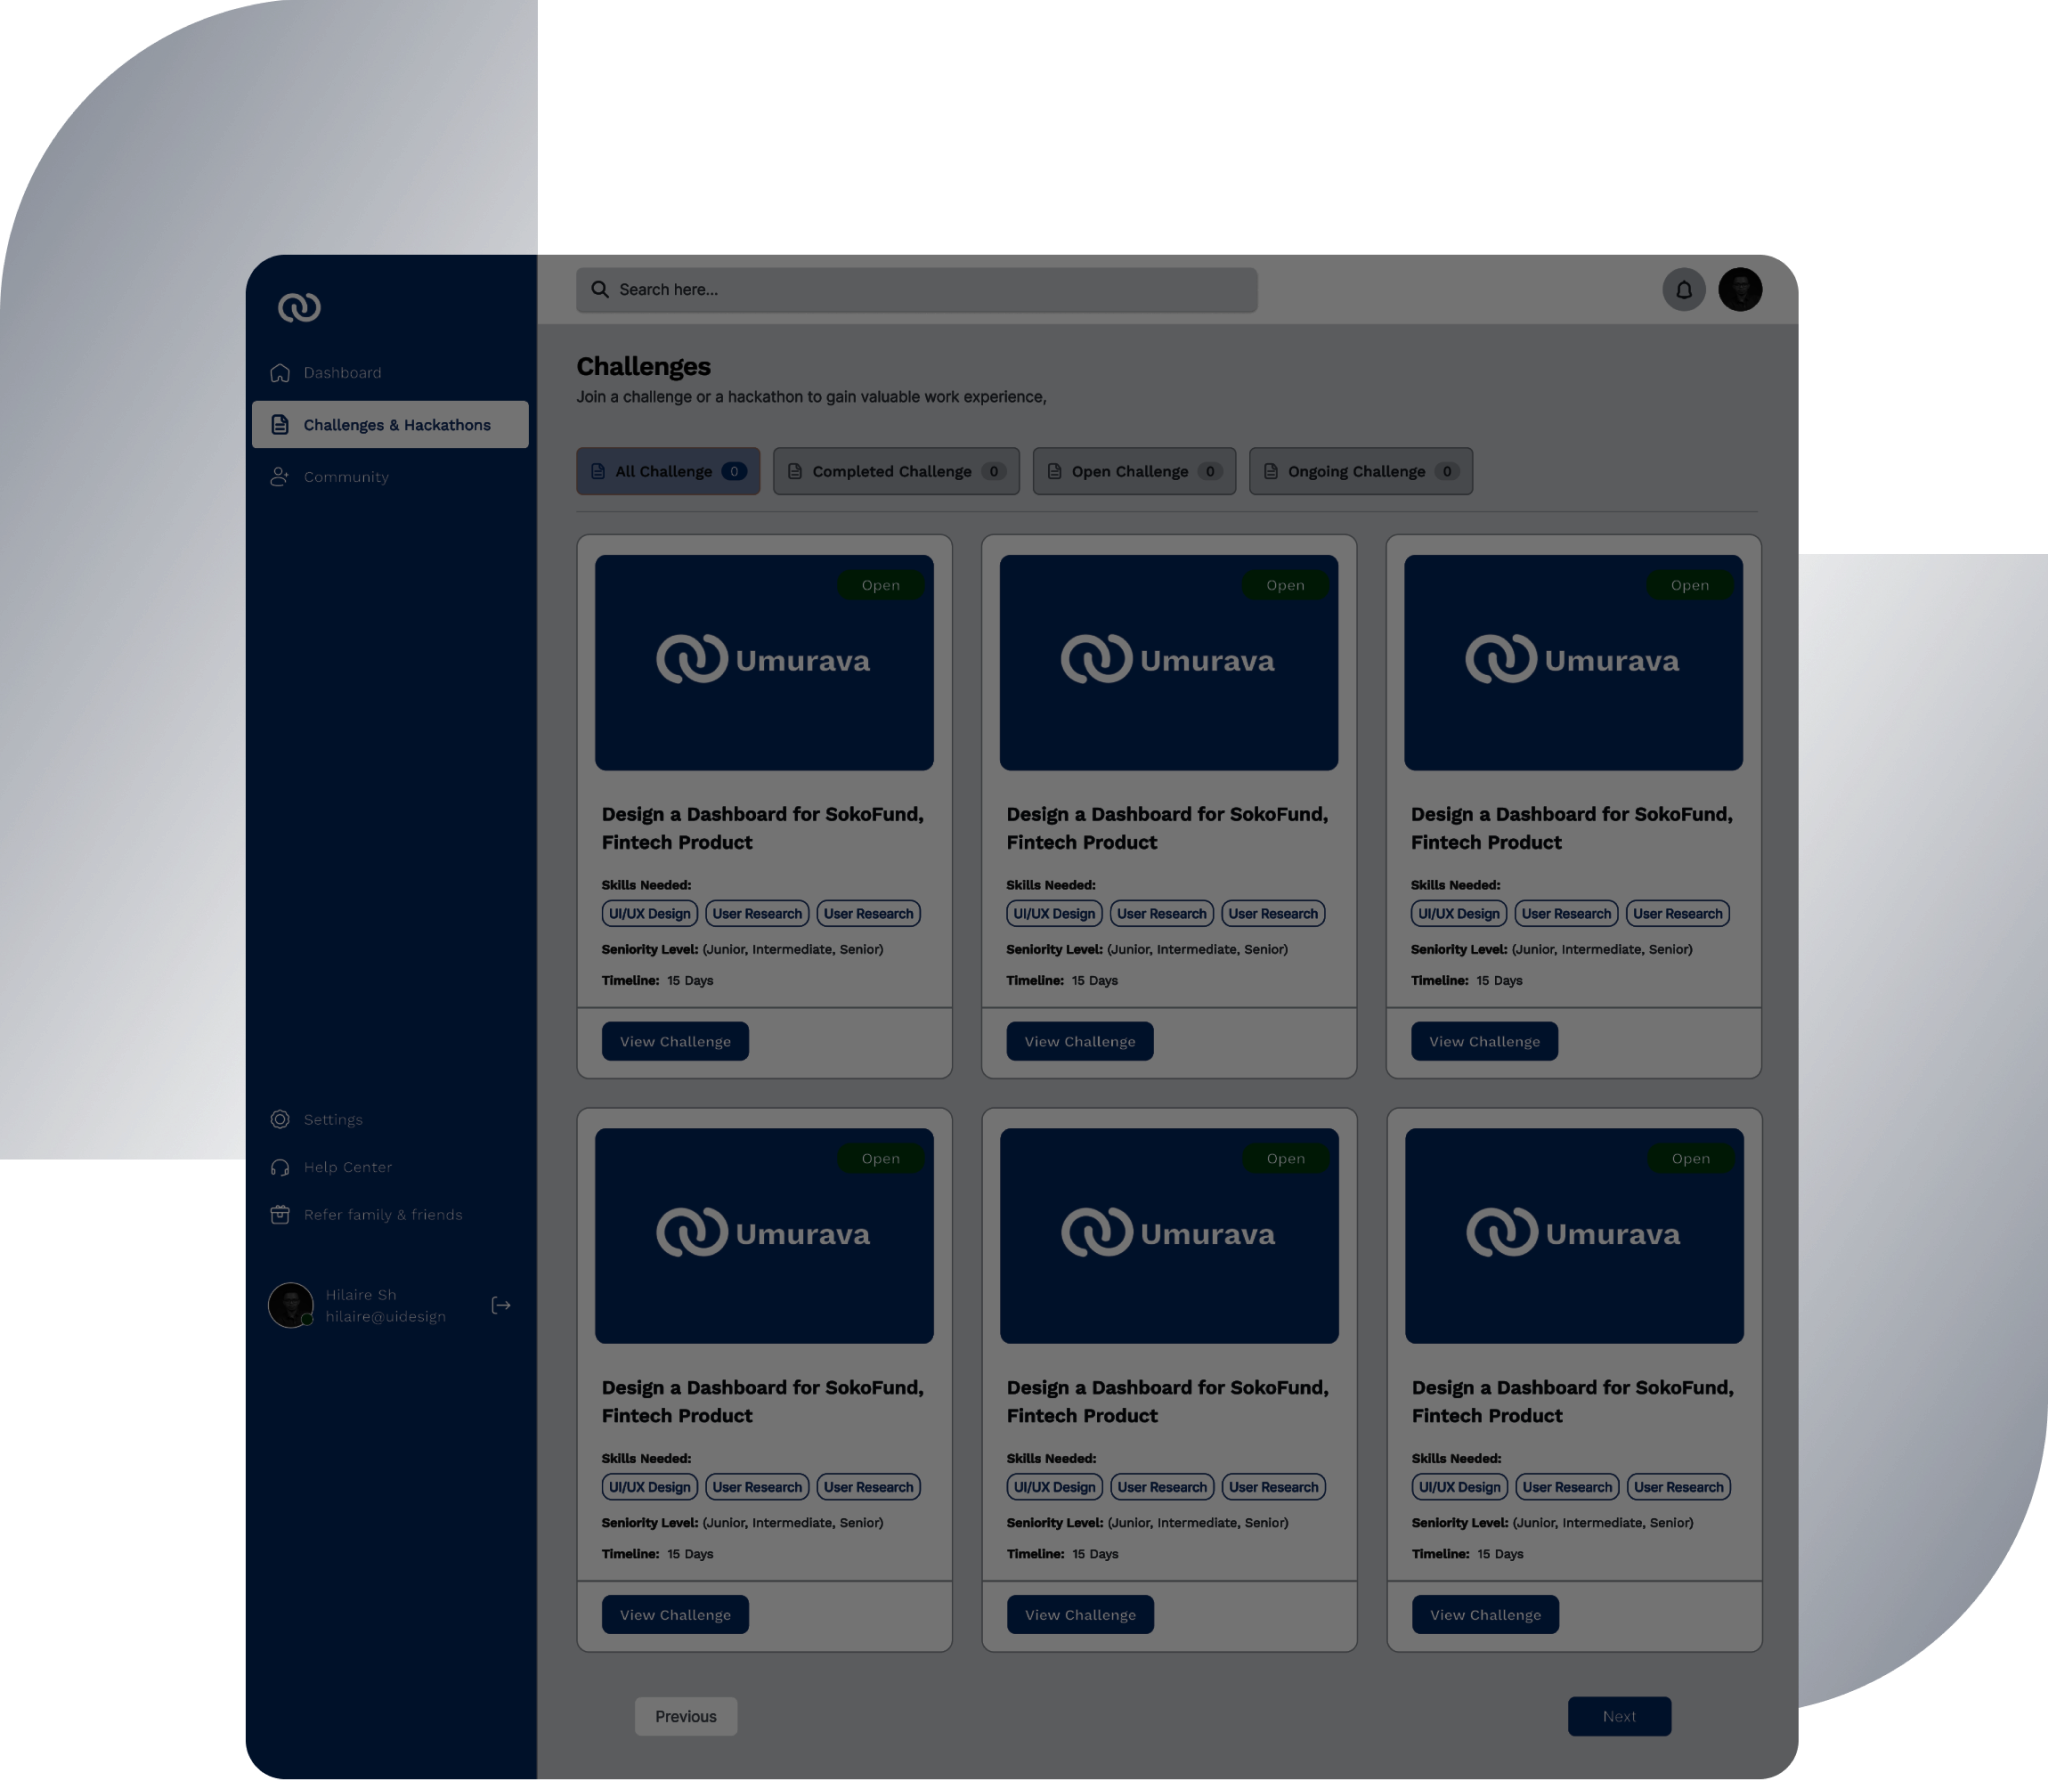 Search here...
Dashboard
Challenges & Hackathons
Community
Settings
Help Center
Refer family & friends
Hilaire Sh
hilaire@uidesign
Challenges
Join a challenge or a hackathon to gain valuable work experience,
All Challenge 0
Completed Challenge 0
Open Challenge 0
Ongoing Challenge 0
Open
Umurava
Design a Dashboard for SokoFund,
Fintech Product
Skills Needed:
UI/UX Design User Research User Research
Seniority Level: (Junior, Intermediate, Senior)
Timeline: 15 Days
View Challenge
Open
Umurava
Design a Dashboard for SokoFund,
Fintech Product
Skills Needed:
UI/UX Design User Research User Research
Seniority Level: (Junior, Intermediate, Senior)
Timeline: 15 Days
View Challenge
Open
Umurava
Design a Dashboard for SokoFund,
Fintech Product
Skills Needed:
UI/UX Design User Research User Research
Seniority Level: (Junior, Intermediate, Senior)
Timeline: 15 Days
View Challenge
Open
Umurava
Design a Dashboard for SokoFund,
Fintech Product
Skills Needed:
UI/UX Design User Research User Research
Seniority Level: (Junior, Intermediate, Senior)
Timeline: 15 Days
View Challenge
Open
Umurava
Design a Dashboard for SokoFund,
Fintech Product
Skills Needed:
UI/UX Design User Research User Research
Seniority Level: (Junior, Intermediate, Senior)
Timeline: 15 Days
View Challenge
Open
Umurava
Design a Dashboard for SokoFund,
Fintech Product
Skills Needed:
UI/UX Design User Research User Research
Seniority Level: (Junior, Intermediate, Senior)
Timeline: 15 Days
View Challenge
Previous
Next